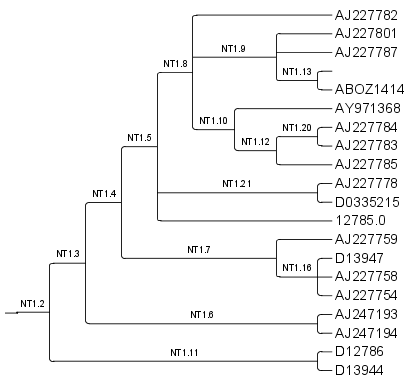 AJ227782
AJ227801
NT1.9
AJ227787
NT1.8
NT1.13
ABOZ1414
AY971368
NT1.10
AJ227784
NT1.20
NT1.5
AJ227783
NT1.12
AJ227785
AJ227778
NT1.21
NT1.4
D0335215
12785.0
AJ227759
NT1.7
NT1.3
D13947
NT1.16
AJ227758
AJ227754
NT1.2
AJ247193
NT1.6
AJ247194
D12786
NT1.11
D13944